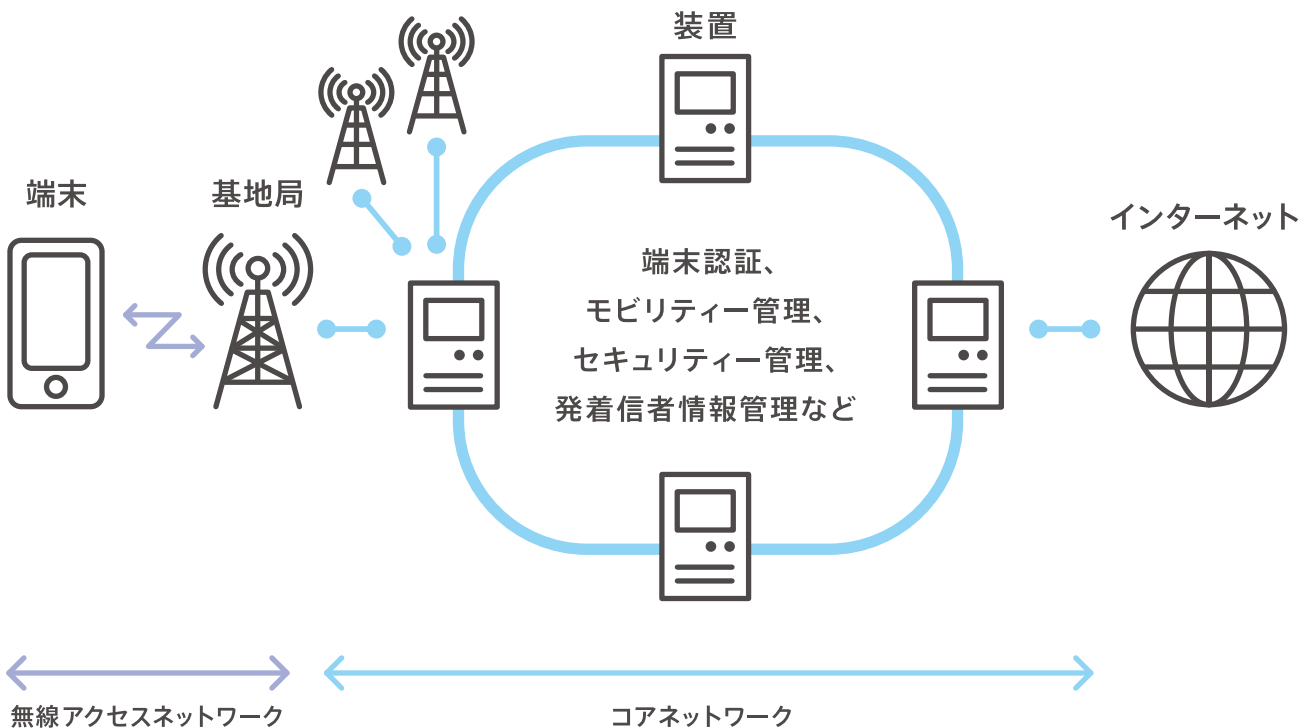 装置
端末
基地局
インターネット
端末認証、
モビリティー管理、
セキュリティー管理、
発着信者情報管理など
無線アクセスネットワーク
コアネットワーク